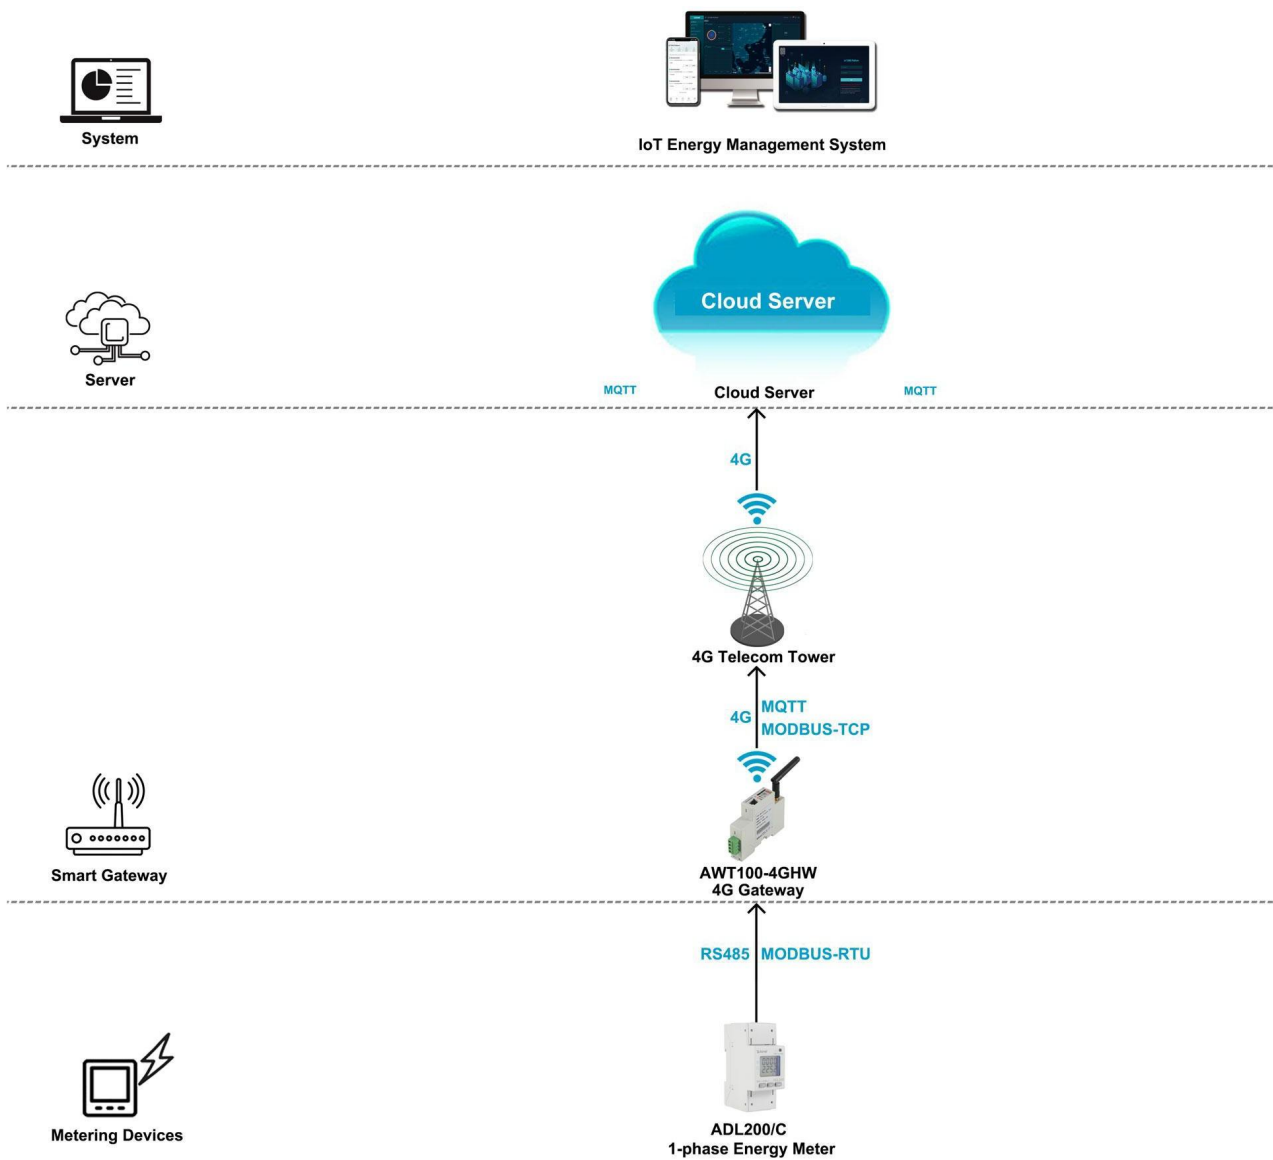 System
IoT Energy Management System
Cloud Server
Server
MQTT
Cloud Server
MQTT
4G
4G Telecom Tower
4G
MQTT
MODBUS-TCP
Smart Gateway
AWT100-4GHW
4G Gateway
RS485
MODBUS-RTU
Metering Devices
ADL200/C
1-phase Energy Meter